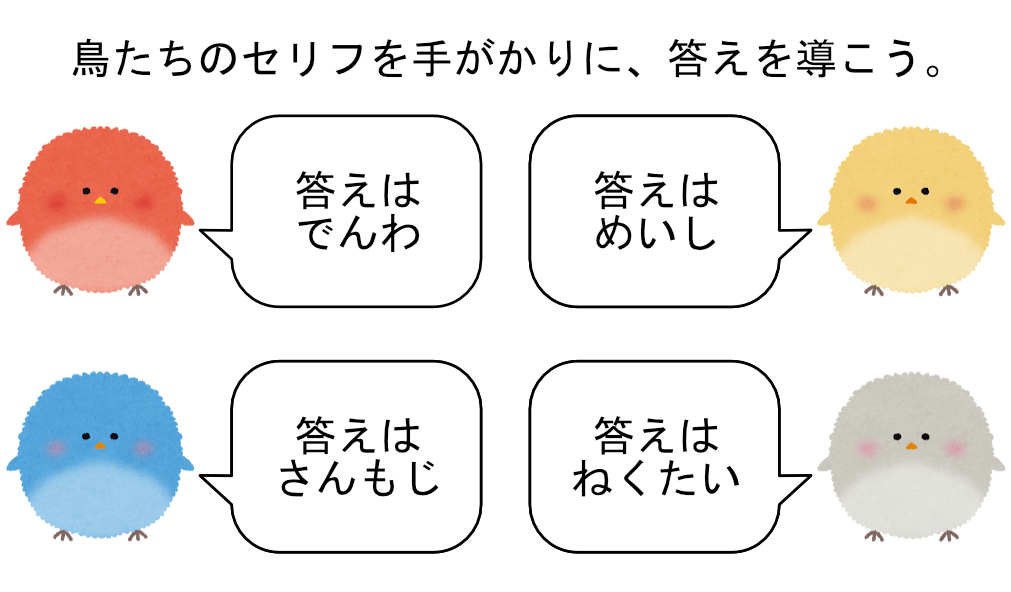 鳥たちのセリフを手がかりに、答えを導こう。
答えは
でんわ
答えは
めいし
答えは
さんもじ
答えは
ねくたい